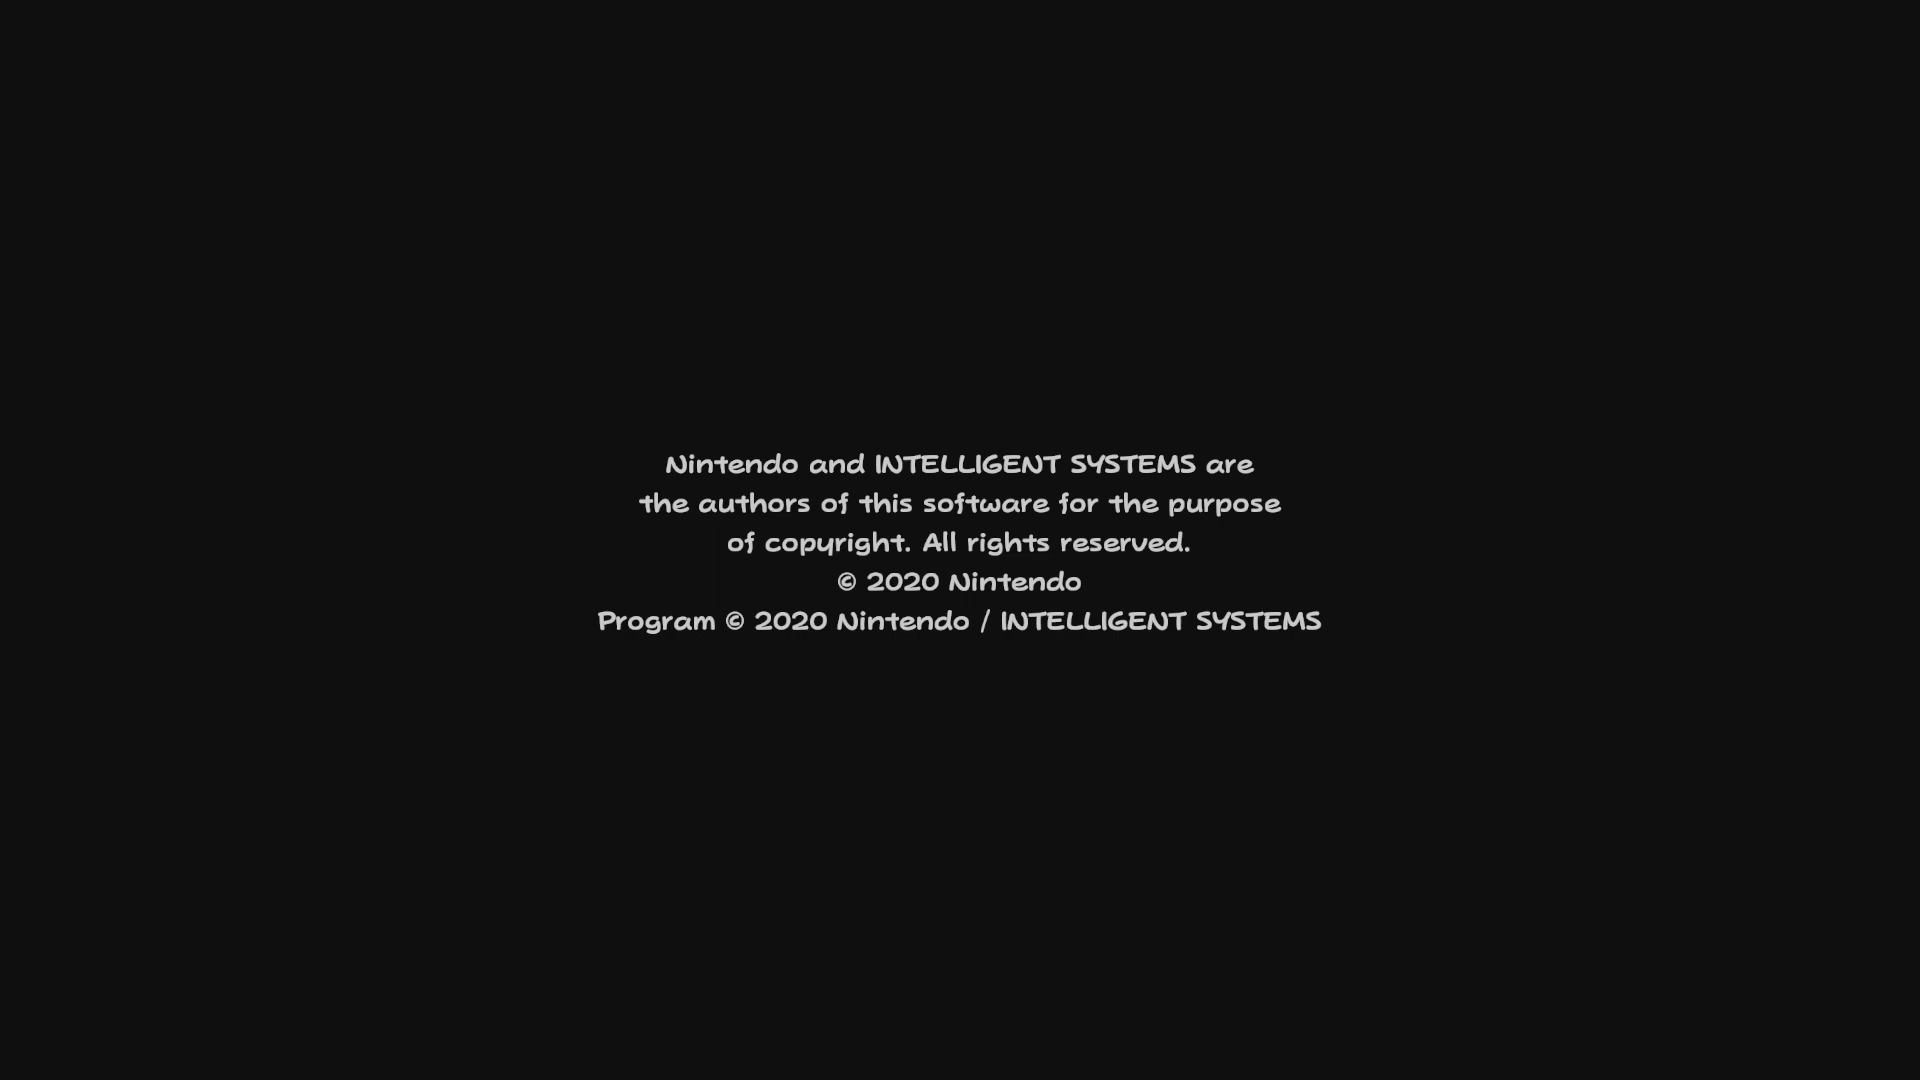 Nintendo and INTELLIGENT SYSTEMS are
the authors of this software for the purpose
of copyright. All rights reserved.
© 2020 Nintendo
Program © 2020 Nintendo / INTELLIGENT SYSTEMS